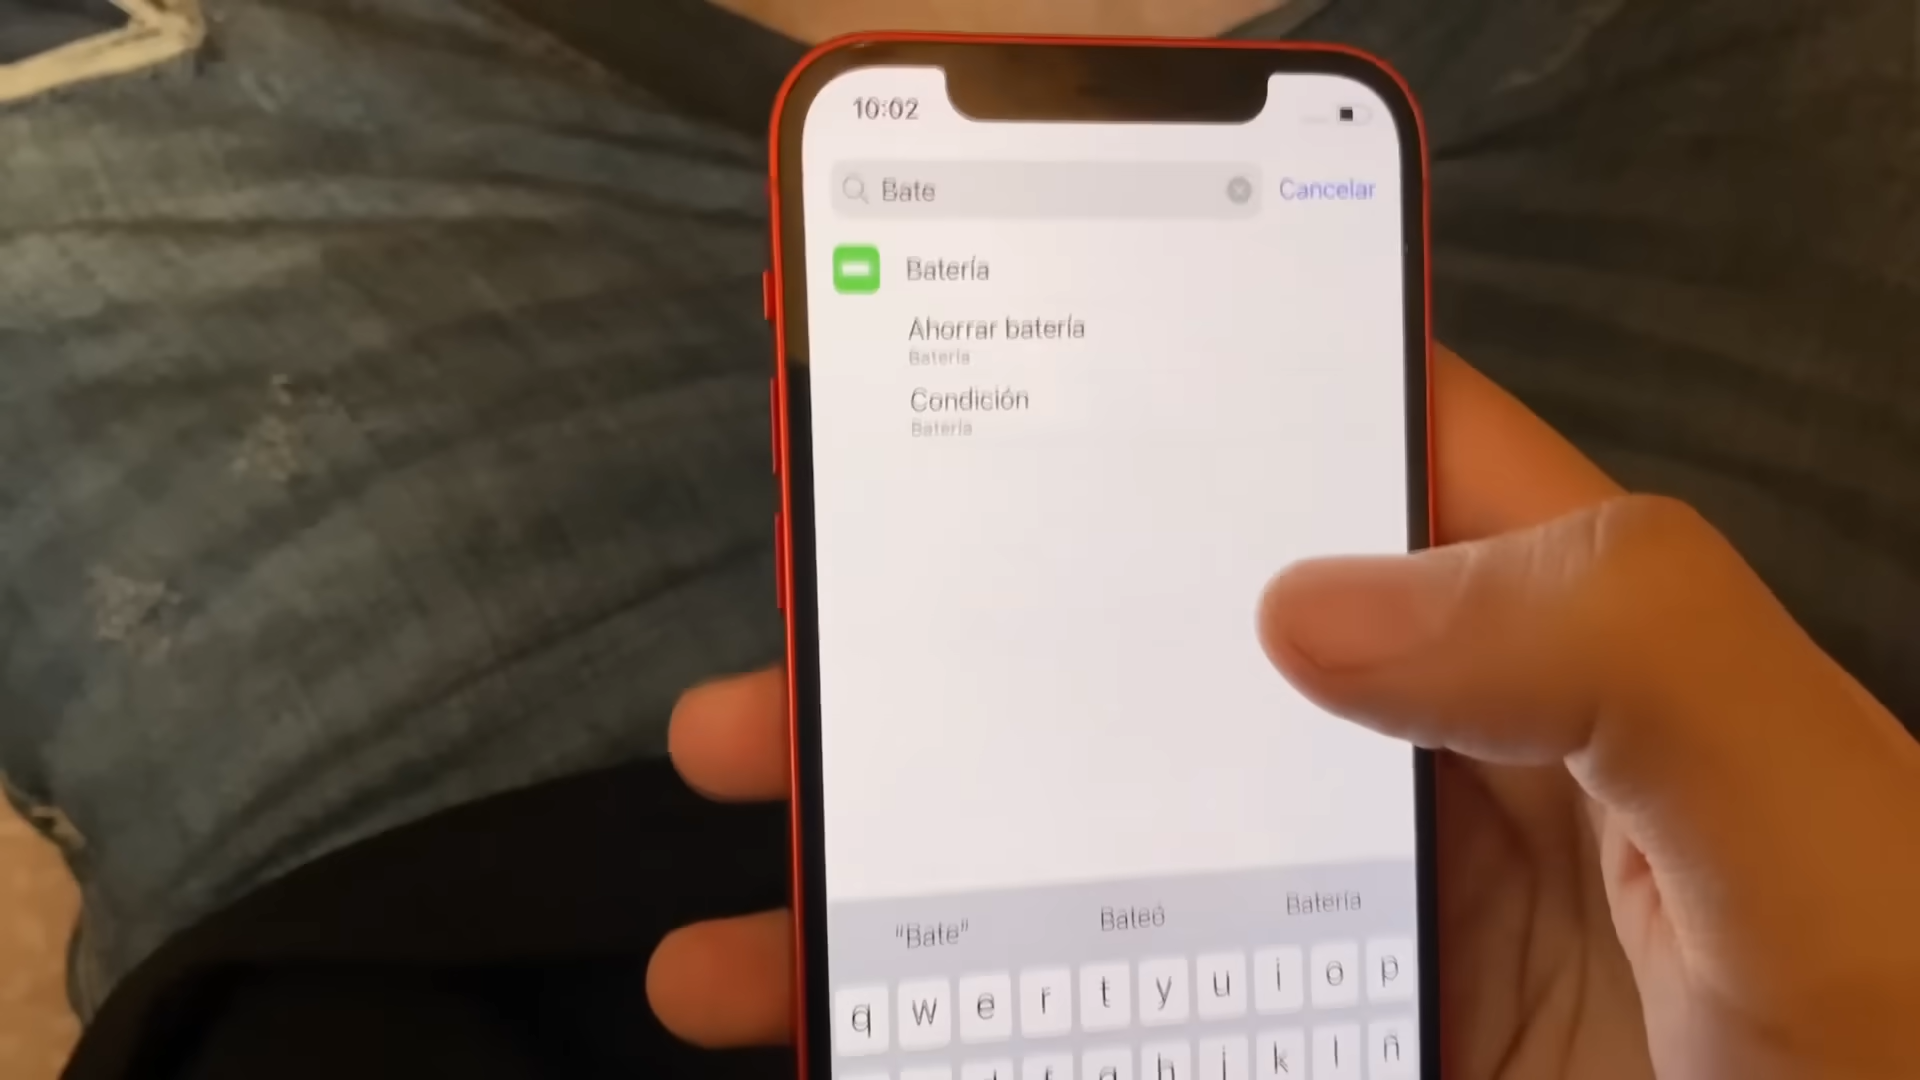 10:02
Bate
Cancelar
Batería
Ahorrar batería
Batería
Condición
Batería
"Bate" Bateó Batería
q w e r t y u i o p
d f g h j k l ñ